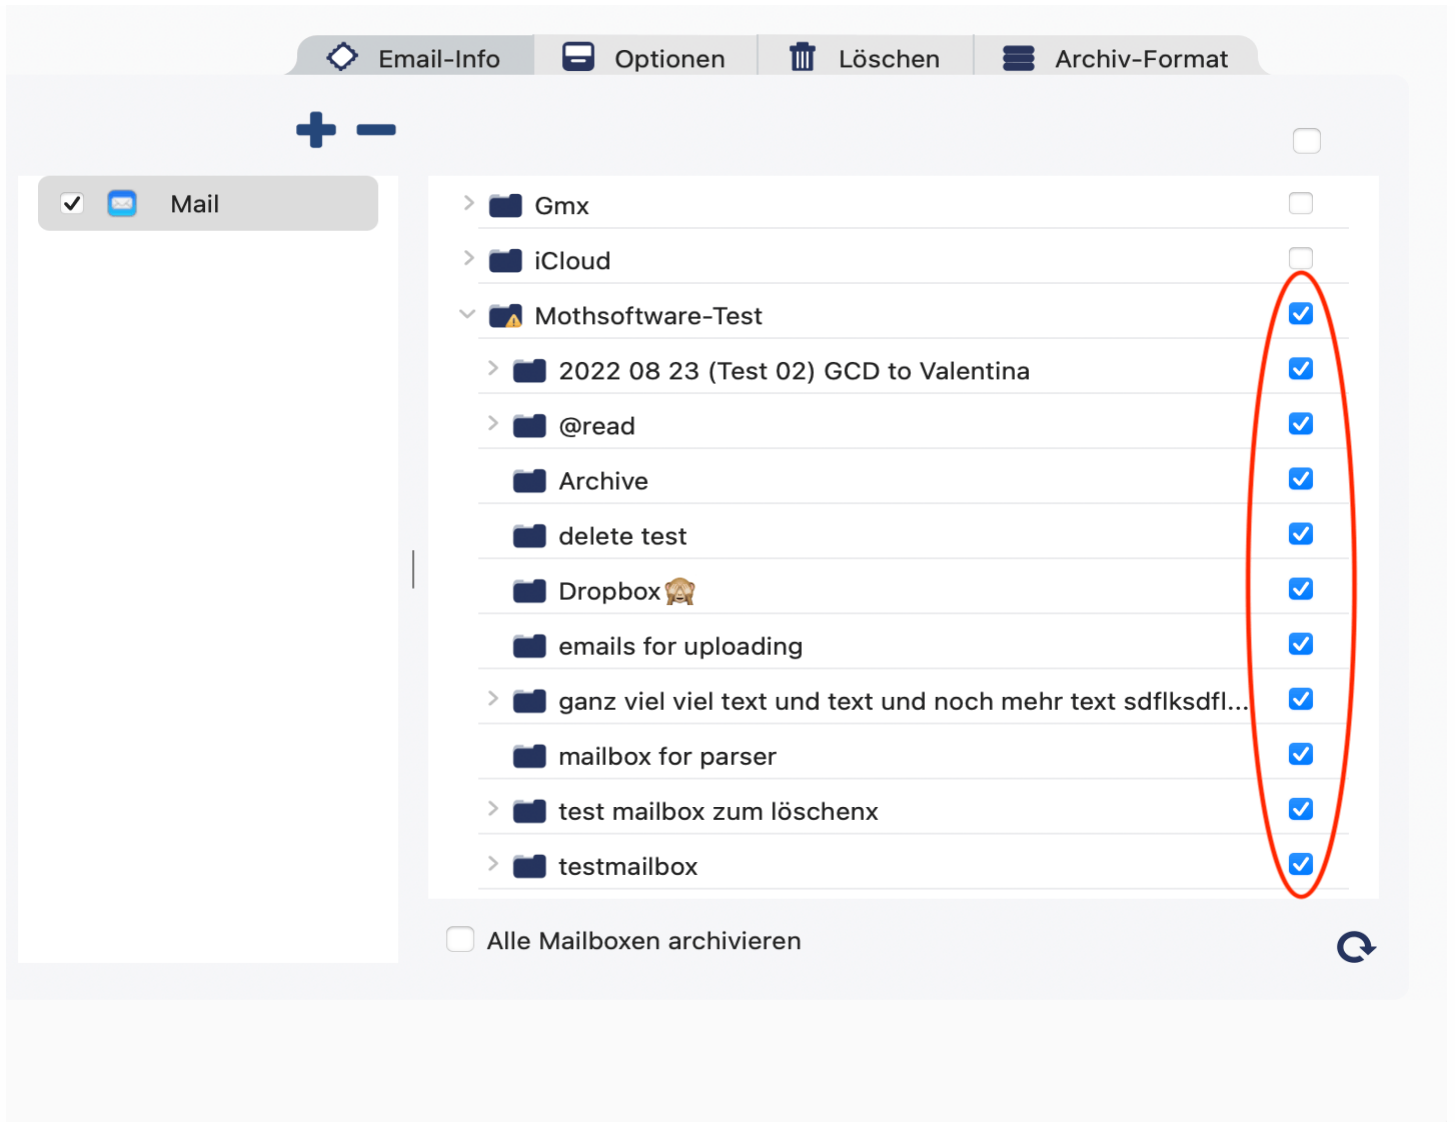 Email-Info
Optionen
Löschen
Archiv-Format
Mail
Gmx
iCloud
Mothsoftware-Test
2022 08 23 (Test 02) GCD to Valentina
@read
Archive
delete test
Dropbox🙈
emails for uploading
ganz viel viel text und text und noch mehr text sdflksdfl...
mailbox for parser
test mailbox zum löschenx
testmailbox
Alle Mailboxen archivieren